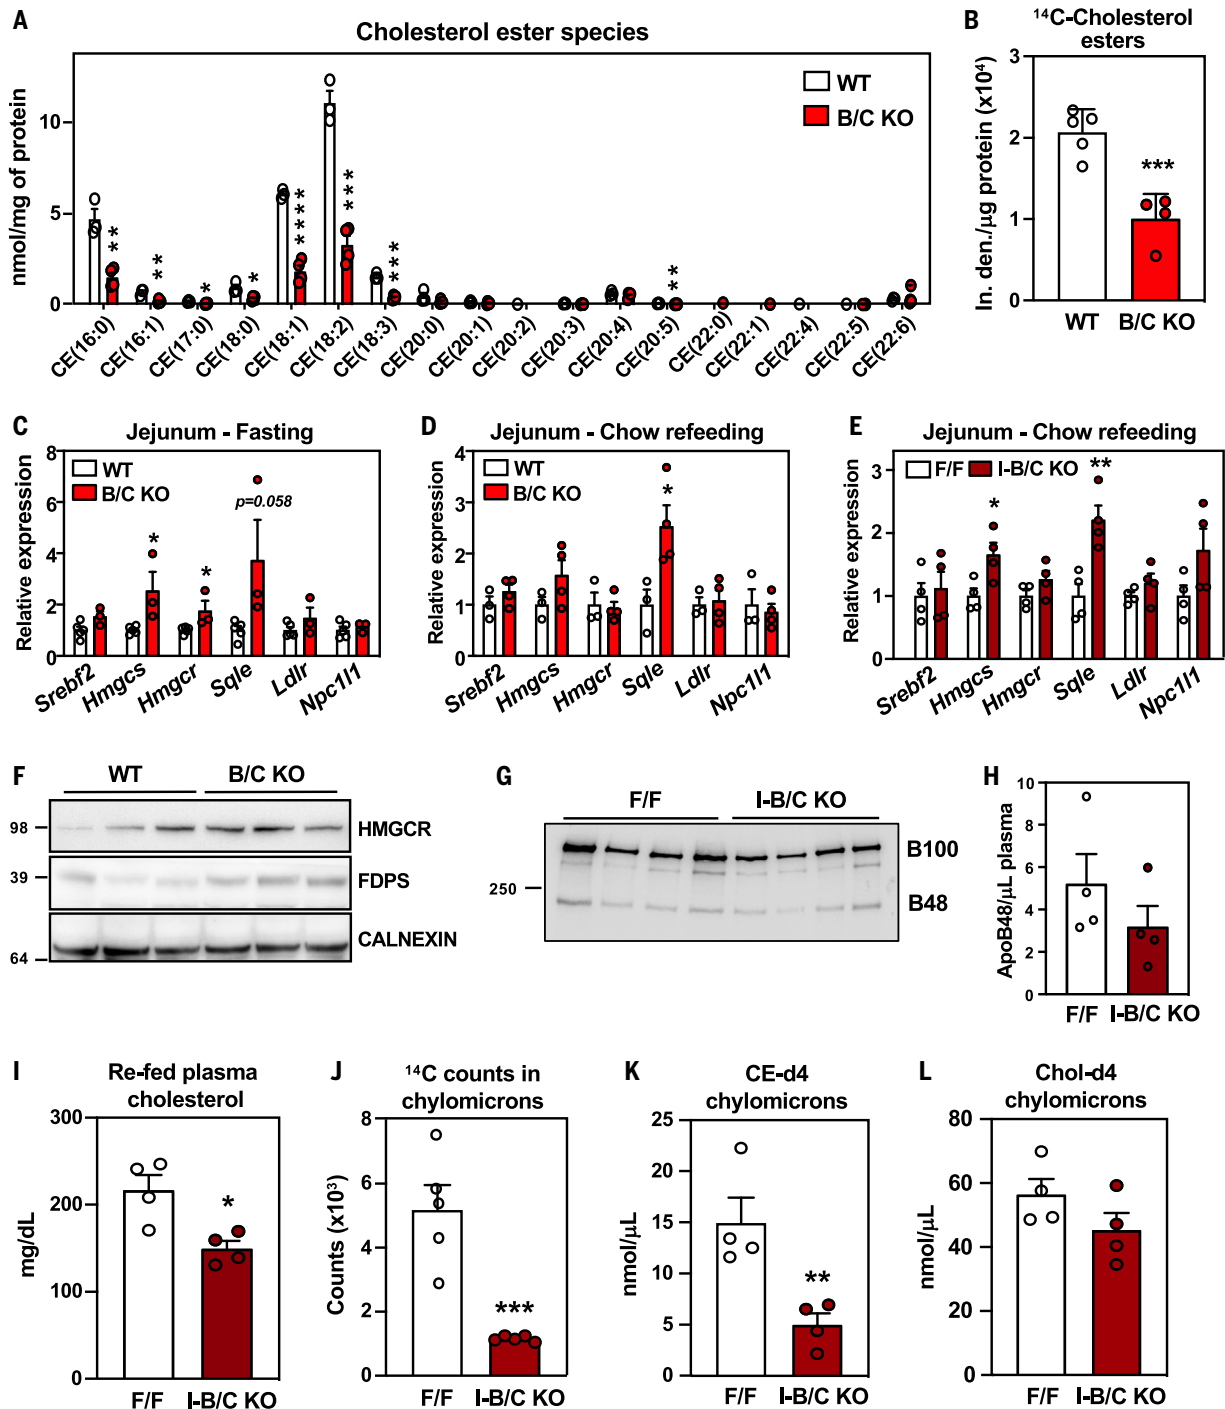 A
Cholesterol ester species
nmol/mg of protein
10
5
0
WT
B/C KO
**
**
*
*
****
***
***
**
CE(16:0)
CE(16:1)
CE(17:0)
CE(18:0)
CE(18:1)
CE(18:2)
CE(18:3)
CE(20:0)
CE(20:1)
CE(20:2)
CE(20:3)
CE(20:4)
CE(20:5)
CE(22:0)
CE(22:1)
CE(22:4)
CE(22:5)
CE(22:6)
B
¹⁴C-Cholesterol
esters
In. den./µg protein (x10⁴)
3
2
1
0
***
WT
B/C KO
C
Jejunum - Fasting
Relative expression
8
6
4
2
0
WT
B/C KO
*
*
p=0.058
Srebf2
Hmgcs
Hmgcr
Sqle
Ldlr
Npc1l1
D
Jejunum - Chow refeeding
Relative expression
4
3
2
1
0
WT
B/C KO
*
Srebf2
Hmgcs
Hmgcr
Sqle
Ldlr
Npc1l1
E
Jejunum - Chow refeeding
Relative expression
3
2
1
0
F/F
I-B/C KO
*
**
Srebf2
Hmgcs
Hmgcr
Sqle
Ldlr
Npc1l1
F
WT
B/C KO
98
HMGCR
39
FDPS
CALNEXIN
64
G
F/F
I-B/C KO
B100
250
B48
H
ApoB48/µL plasma
10
8
6
4
2
0
F/F
I-B/C KO
I
Re-fed plasma
cholesterol
mg/dL
300
200
100
0
*
F/F
I-B/C KO
J
¹⁴C counts in
chylomicrons
Counts (x10³)
8
6
4
2
0
***
F/F
I-B/C KO
K
CE-d4
chylomicrons
nmol/µL
25
20
15
10
5
0
**
F/F
I-B/C KO
L
Chol-d4
chylomicrons
nmol/µL
80
60
40
20
0
F/F
I-B/C KO